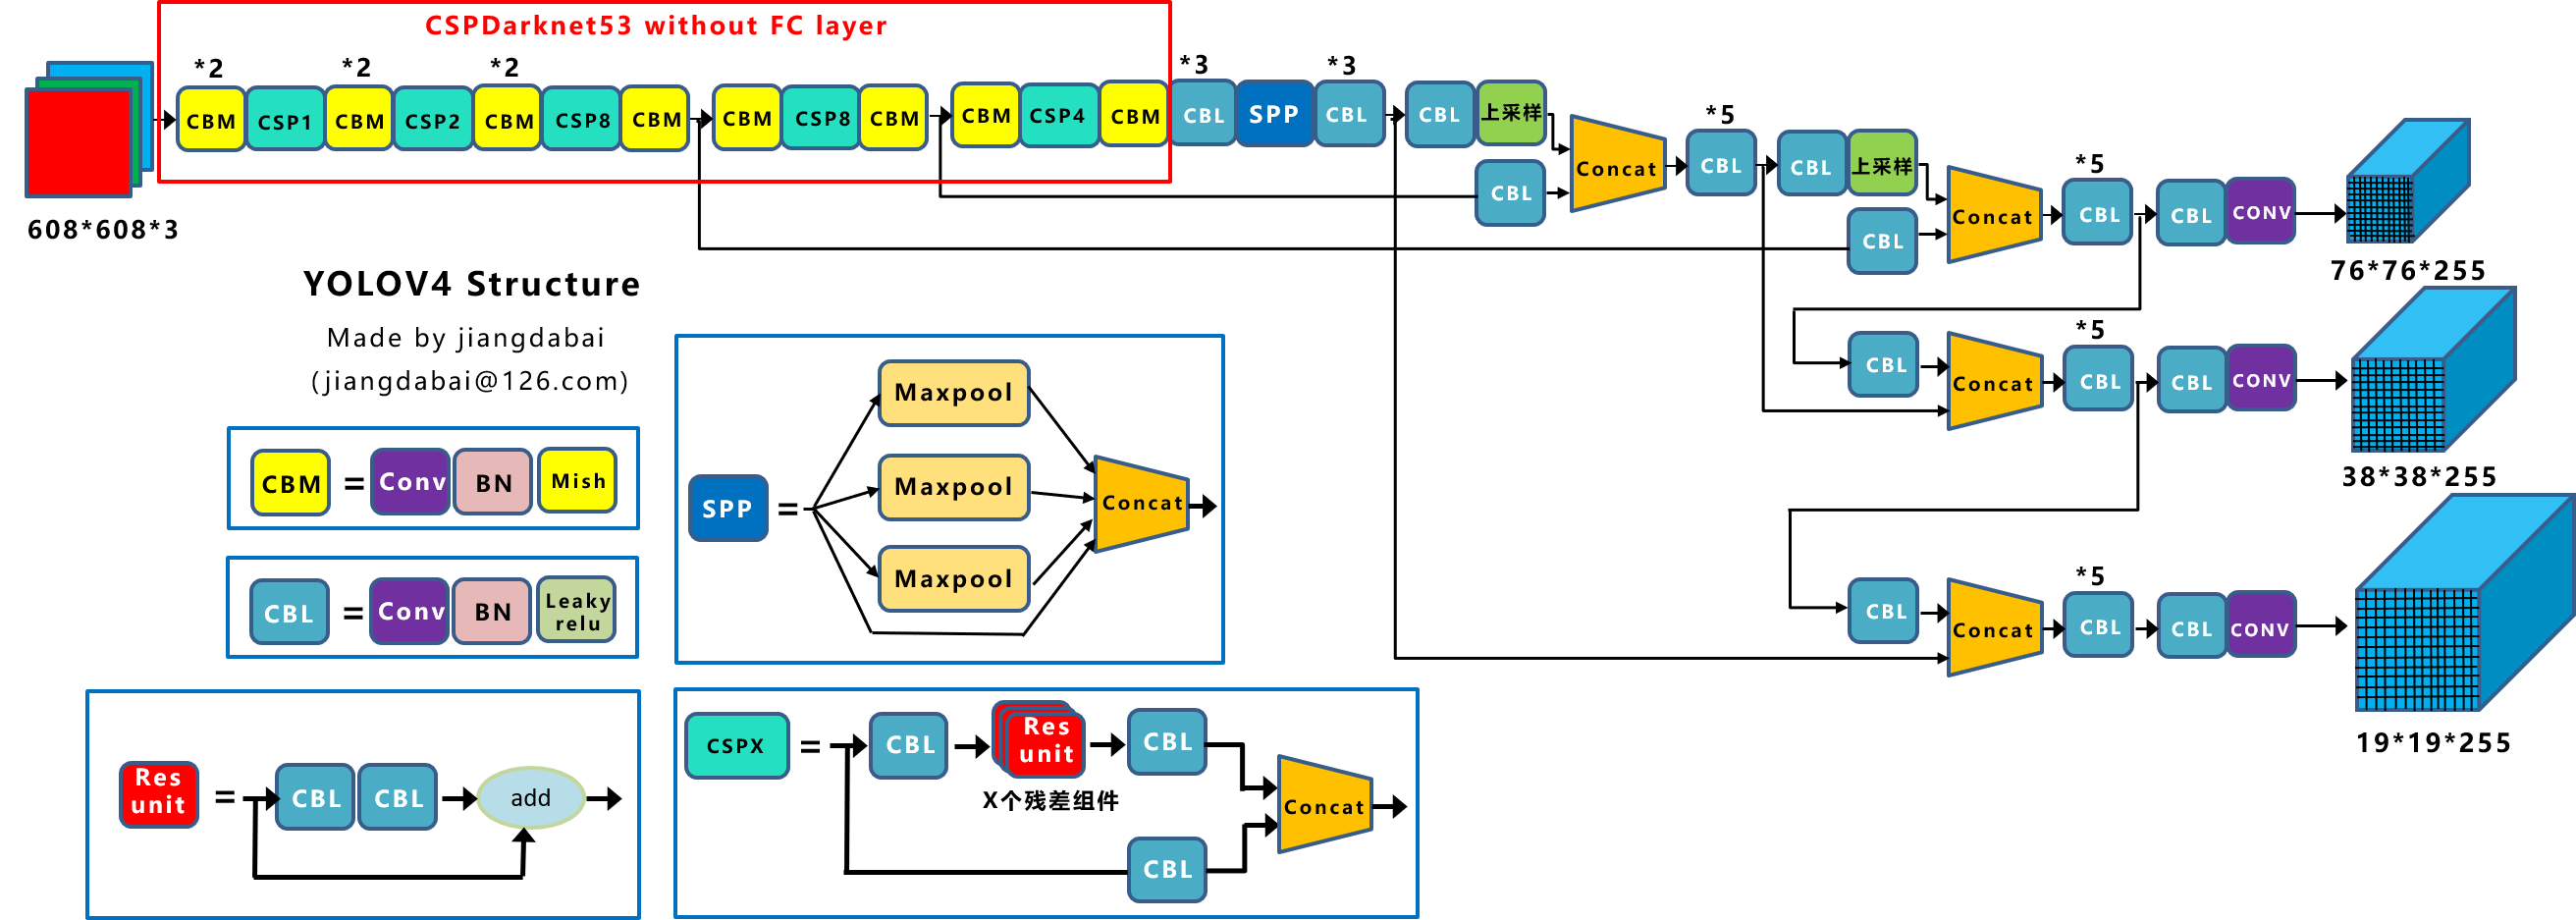 CSPDarknet53 without FC layer
*2 *2 *2 *3 *3
CBM CSP1 CBM CSP2 CBM CSP8 CBM CBM CSP8 CBM CBM CSP4 CBM CBL SPP CBL CBL 上采样
CBL
Concat
*5
CBL CBL 上采样
CBL
Concat
*5
CBL CBL CONV
76*76*255
608*608*3
YOLOV4 Structure
Made by jiangdabai
(jiangdabai@126.com)
CBL
Concat
*5
CBL CBL CONV
38*38*255
CBL
Concat
*5
CBL CBL CONV
19*19*255
CBM = Conv BN Mish
CBL = Conv BN Leaky
relu
SPP =
Maxpool
Maxpool
Maxpool
Concat
Res
unit = CBL CBL add
CSPX = CBL Res
unit CBL
X个残差组件
CBL
Concat